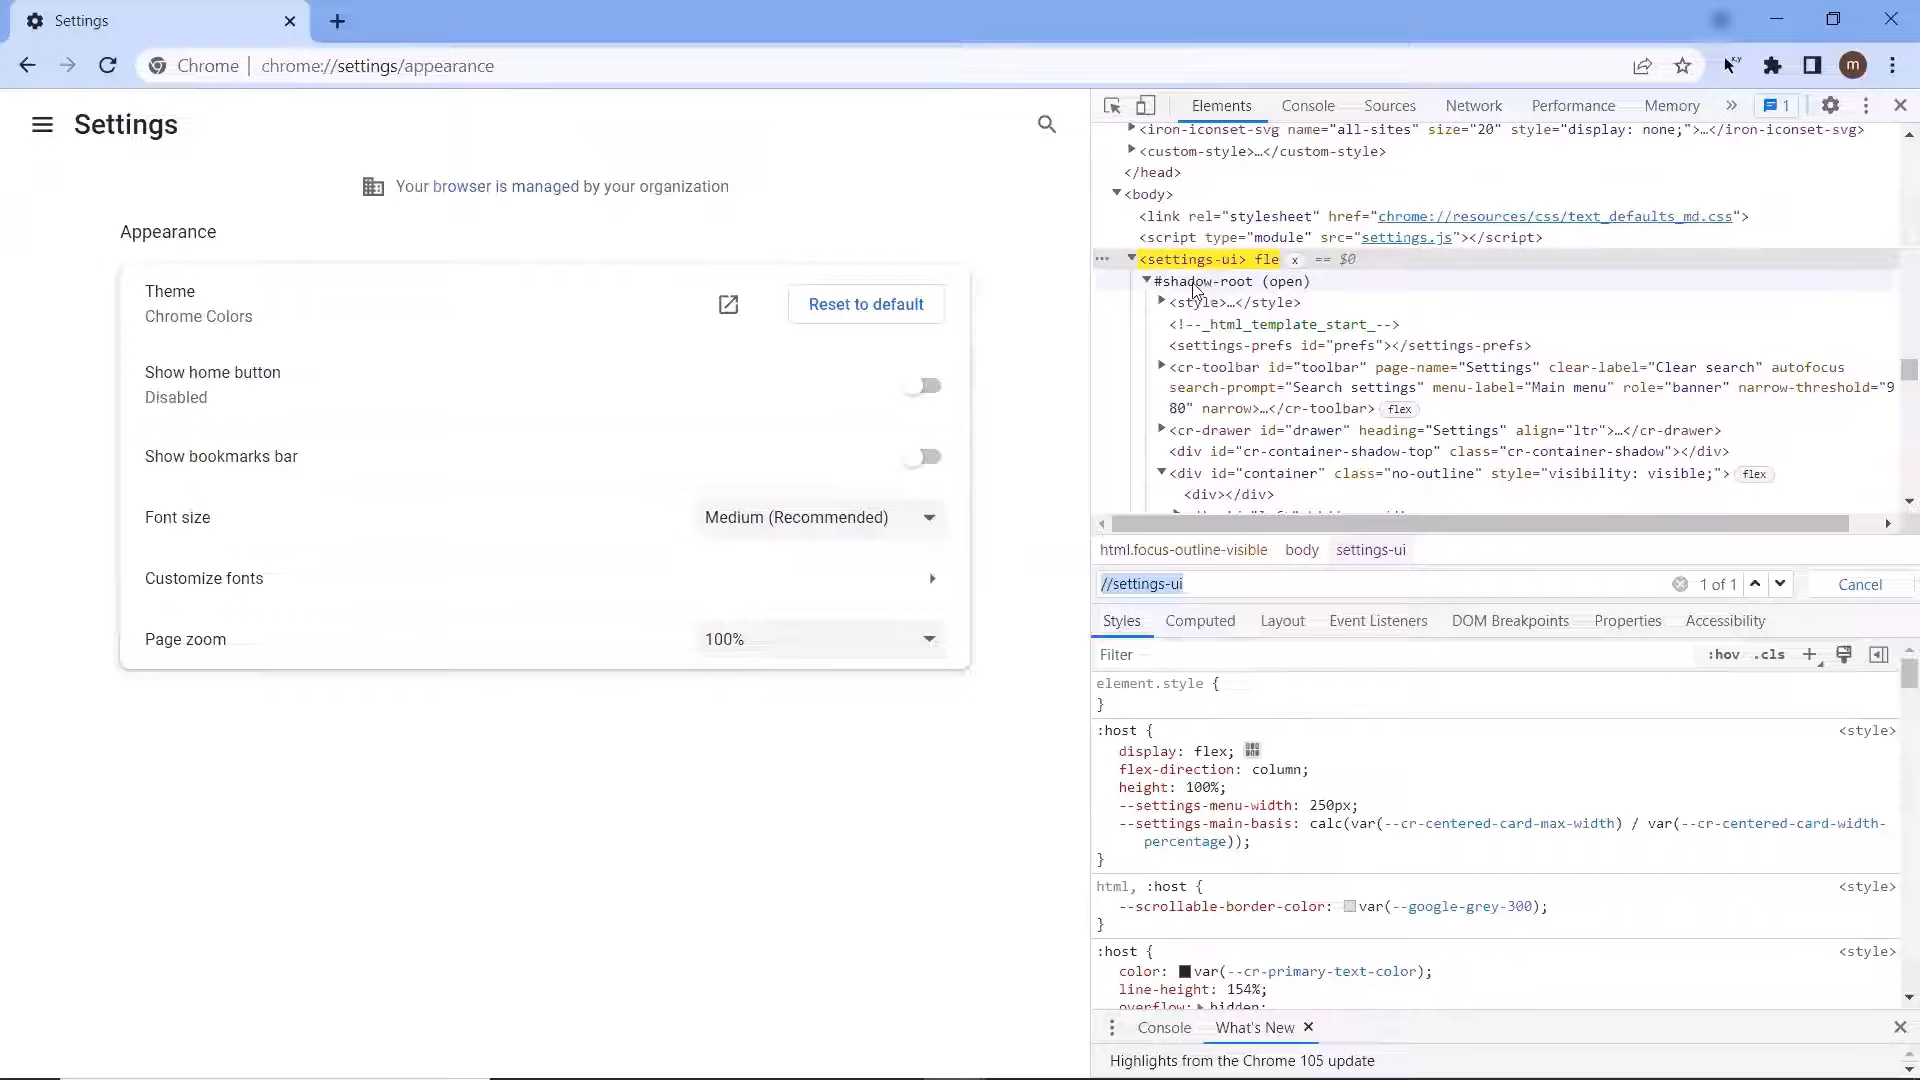 Settings
Chrome | chrome://settings/appearance
m
Settings
Your browser is managed by your organization
Appearance
Theme
Chrome Colors
Reset to default
Show home button
Disabled
Show bookmarks bar
Font size
Medium (Recommended)
Customize fonts
Page zoom
100%
Elements Console Sources Network Performance Memory 1
<iron-iconset-svg name="all-sites" size="20" style="display: none;">…</iron-iconset-svg>
<custom-style>…</custom-style>
</head>
<body>
<link rel="stylesheet" href="chrome://resources/css/text_defaults_md.css">
<script type="module" src="settings.js"></script>
<settings-ui> fle x == $0
#shadow-root (open)
<style>…</style>
<!--_html_template_start_-->
<settings-prefs id="prefs"></settings-prefs>
<cr-toolbar id="toolbar" page-name="Settings" clear-label="Clear search" autofocus
search-prompt="Search settings" menu-label="Main menu" role="banner" narrow-threshold="9
80" narrow>…</cr-toolbar> flex
<cr-drawer id="drawer" heading="Settings" align="ltr">…</cr-drawer>
<div id="cr-container-shadow-top" class="cr-container-shadow"></div>
<div id="container" class="no-outline" style="visibility: visible;"> flex
<div></div>
html.focus-outline-visible body settings-ui
//settings-ui 1 of 1 Cancel
Styles Computed Layout Event Listeners DOM Breakpoints Properties Accessibility
Filter :hov .cls
element.style {
}
:host { <style>
display: flex;
flex-direction: column;
height: 100%;
--settings-menu-width: 250px;
--settings-main-basis: calc(var(--cr-centered-card-max-width) / var(--cr-centered-card-width-
percentage));
}
html, :host { <style>
--scrollable-border-color: var(--google-grey-300);
}
:host { <style>
color: var(--cr-primary-text-color);
line-height: 154%;
overflow: hidden;
Console What's New
Highlights from the Chrome 105 update